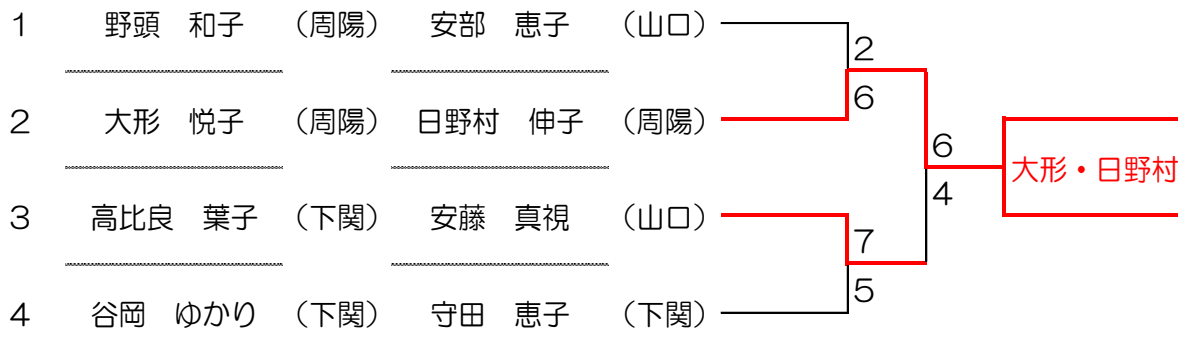 １　野頭　和子　（周陽）　安部　恵子　（山口）
2
６
２　大形　悦子　（周陽）　日野村　伸子　（周陽）
6
大形・日野村
4
３　高比良　葉子　（下関）　安藤　真視　（山口）
7
5
４　谷岡　ゆかり　（下関）　守田　恵子　（下関）